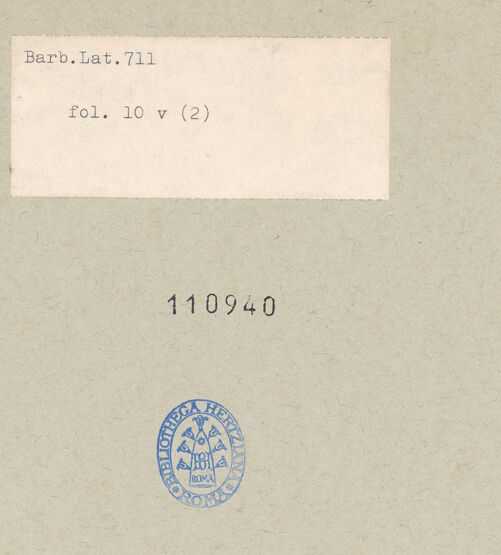 Barb.Lat.711
fol. 10 v (2)
110940
BIBLIOTHECA HERTZIANA
ROMA
* ROMA *